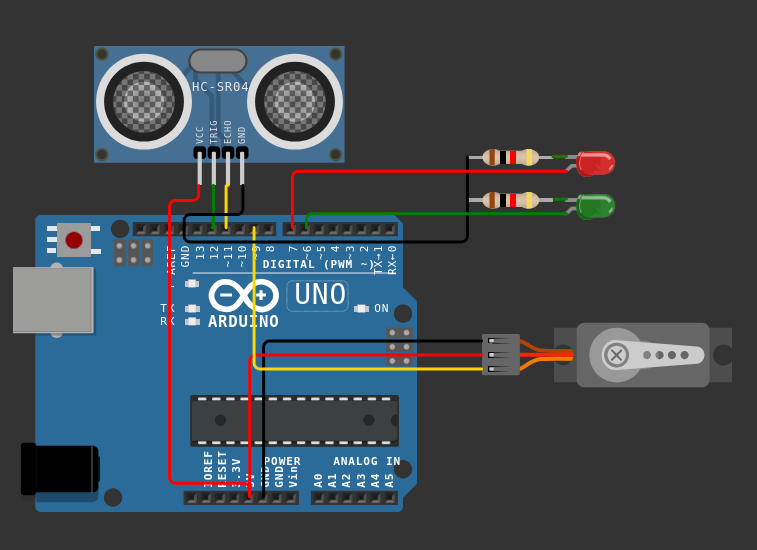 HC-SR04
VCC
TRIG
ECHO
GND
AREF
GND
13
12
~11
~10
~9
8
7
~6
~5
4
~3
2
TX→1
RX←0
DIGITAL (PWM ~)
L
TX
RX
UNO
ON
ARDUINO
IOREF
RESET
3.3V
5V
GND
GND
Vin
POWER
ANALOG IN
A0
A1
A2
A3
A4
A5